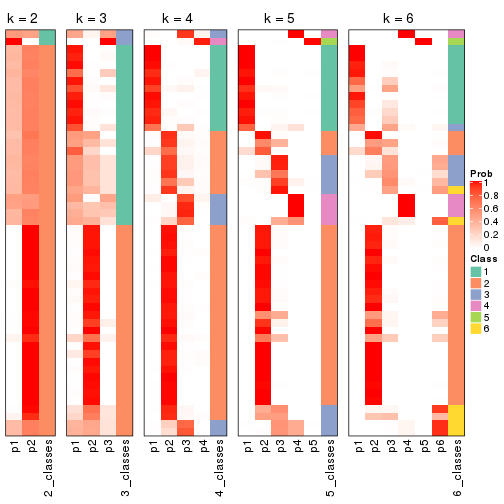 k = 2
k = 3
k = 4
k = 5
k = 6
p1
p2
2_classes
p1
p2
p3
3_classes
p1
p2
p3
p4
4_classes
p1
p2
p3
p4
p5
5_classes
p1
p2
p3
p4
p5
p6
6_classes
Prob
1
0.8
0.6
0.4
0.2
0
Class
1
2
3
4
5
6